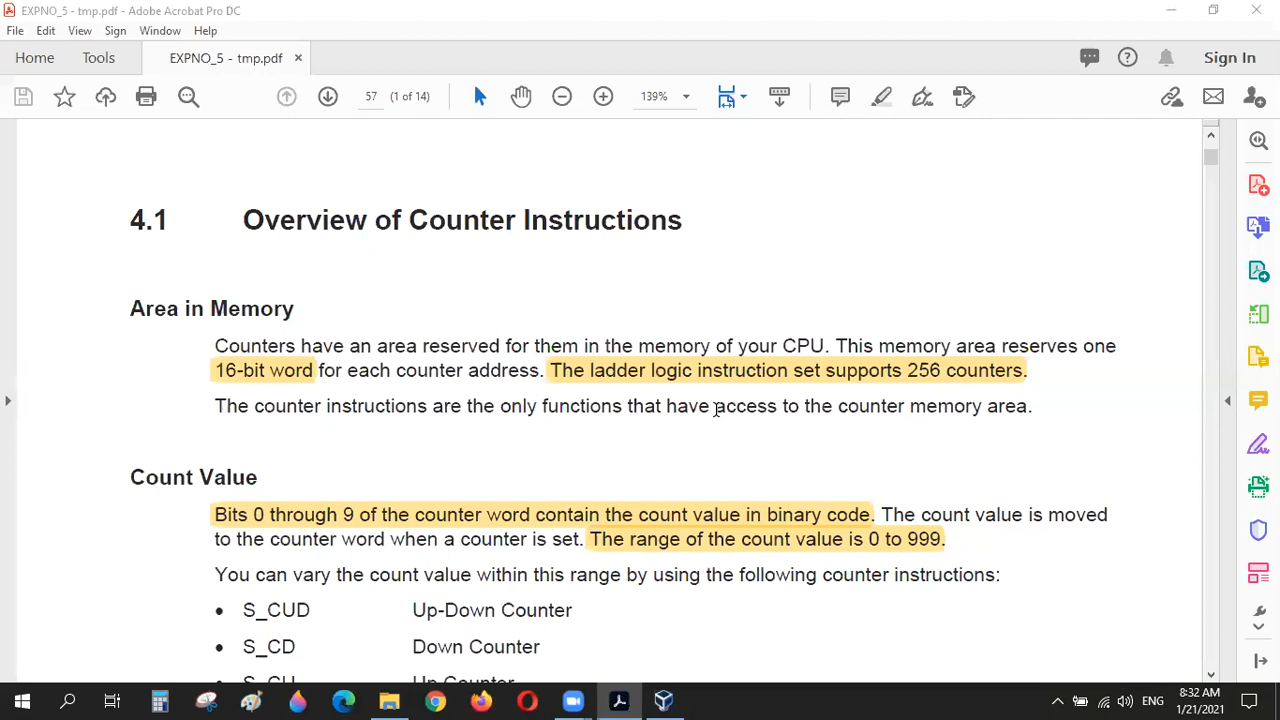 EXPNO_5 - tmp.pdf - Adobe Acrobat Pro DC
File Edit View Sign Window Help
Home Tools EXPNO_5 - tmp.pdf × Sign In
57 (1 of 14) 139%
4.1 Overview of Counter Instructions
Area in Memory
Counters have an area reserved for them in the memory of your CPU. This memory area reserves one
16-bit word for each counter address. The ladder logic instruction set supports 256 counters.
The counter instructions are the only functions that have access to the counter memory area.
Count Value
Bits 0 through 9 of the counter word contain the count value in binary code. The count value is moved
to the counter word when a counter is set. The range of the count value is 0 to 999.
You can vary the count value within this range by using the following counter instructions:
• S_CUD Up-Down Counter
• S_CD Down Counter
• S_CU Up Counter
ENG 8:32 AM
1/21/2021